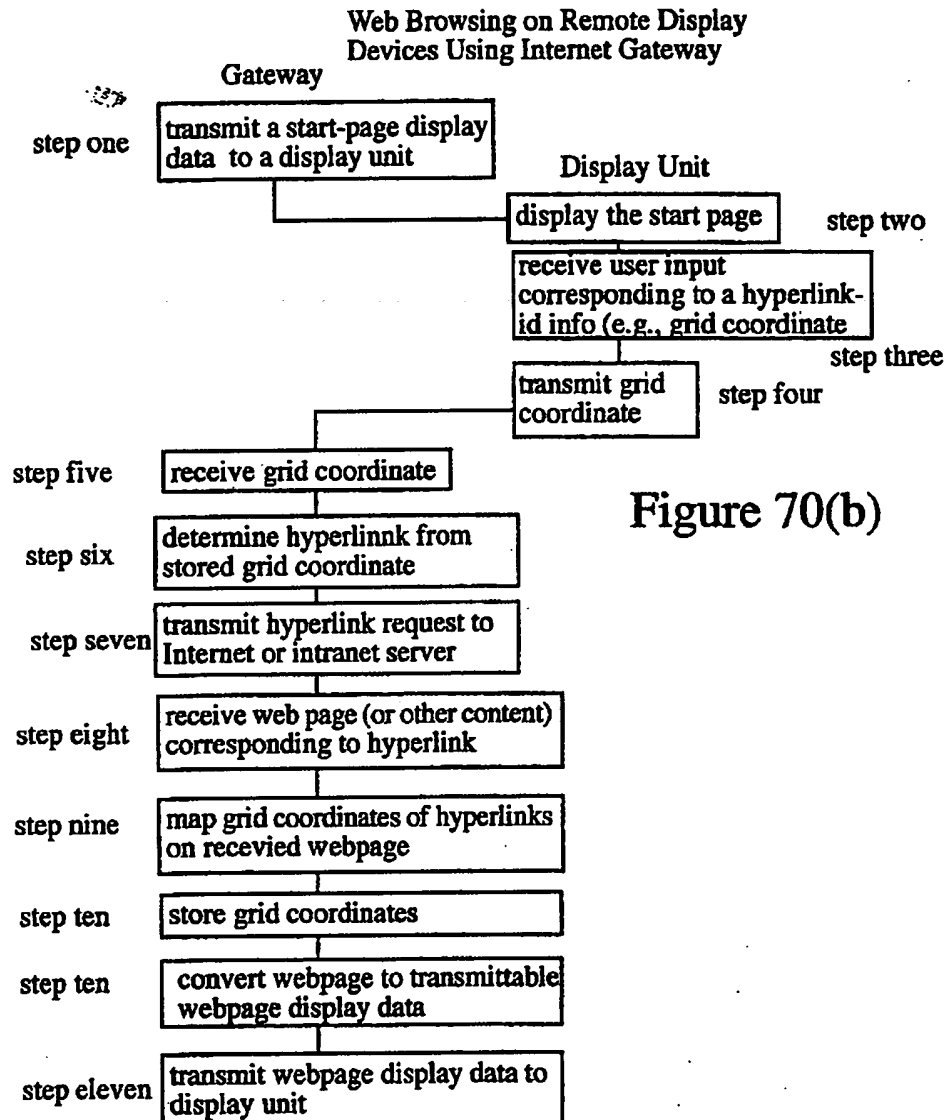 Web Browsing on Remote Display
Devices Using Internet Gateway
Gateway
step one
transmit a start-page display
data to a display unit
Display Unit
display the start page
step two
receive user input
corresponding to a hyperlink-
id info (e.g., grid coordinate
step three
transmit grid
coordinate
step four
step five
receive grid coordinate
Figure 70(b)
step six
determine hyperlinnk from
stored grid coordinate
step seven
transmit hyperlink request to
Internet or intranet server
step eight
receive web page (or other content)
corresponding to hyperlink
step nine
map grid coordinates of hyperlinks
on recevied webpage
step ten
store grid coordinates
step ten
convert webpage to transmittable
webpage display data
step eleven
transmit webpage display data to
display unit